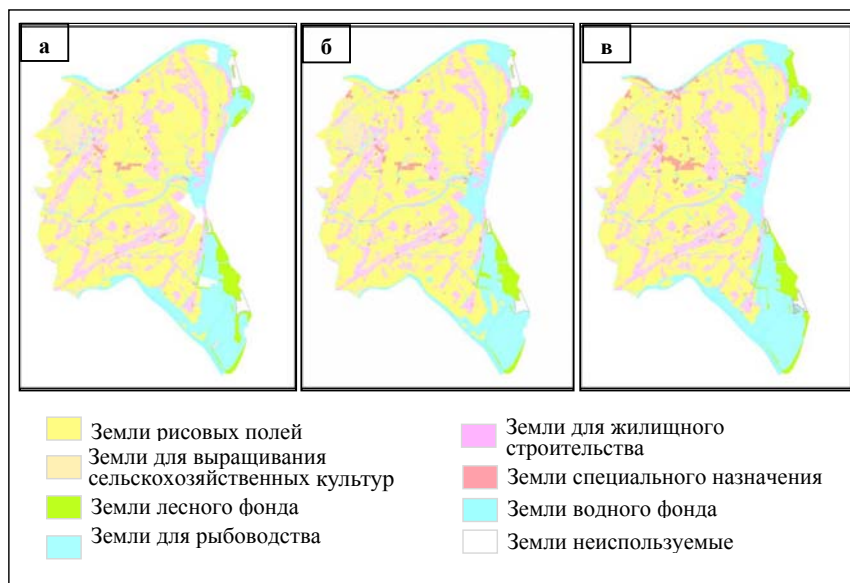 а
б
в
Земли рисовых полей
Земли для выращивания
сельскохозяйственных культур
Земли лесного фонда
Земли для рыбоводства
Земли для жилищного
строительства
Земли специального назначения
Земли водного фонда
Земли неиспользуемые